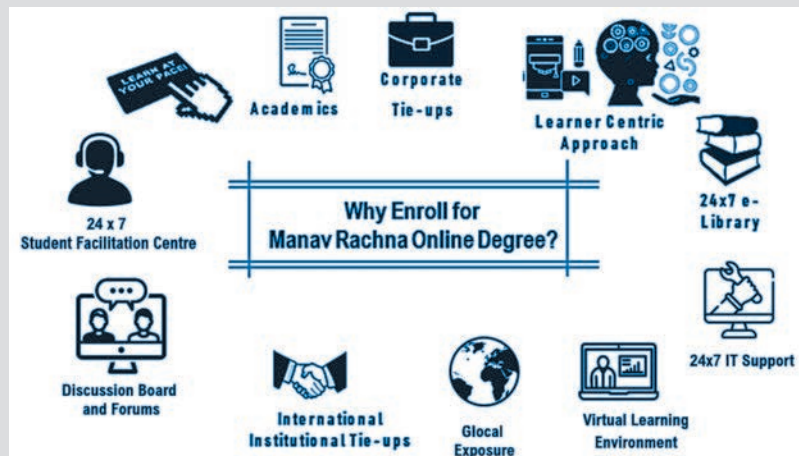 LEARN AT
YOUR PACE!
Academics
Corporate
Tie-ups
Learner Centric
Approach
24x7 e-
Library
24 x 7
Student Facilitation Centre
Why Enroll for
Manav Rachna Online Degree?
24x7 IT Support
Discussion Board
and Forums
International
Institutional Tie-ups
Glocal
Exposure
Virtual Learning
Environment